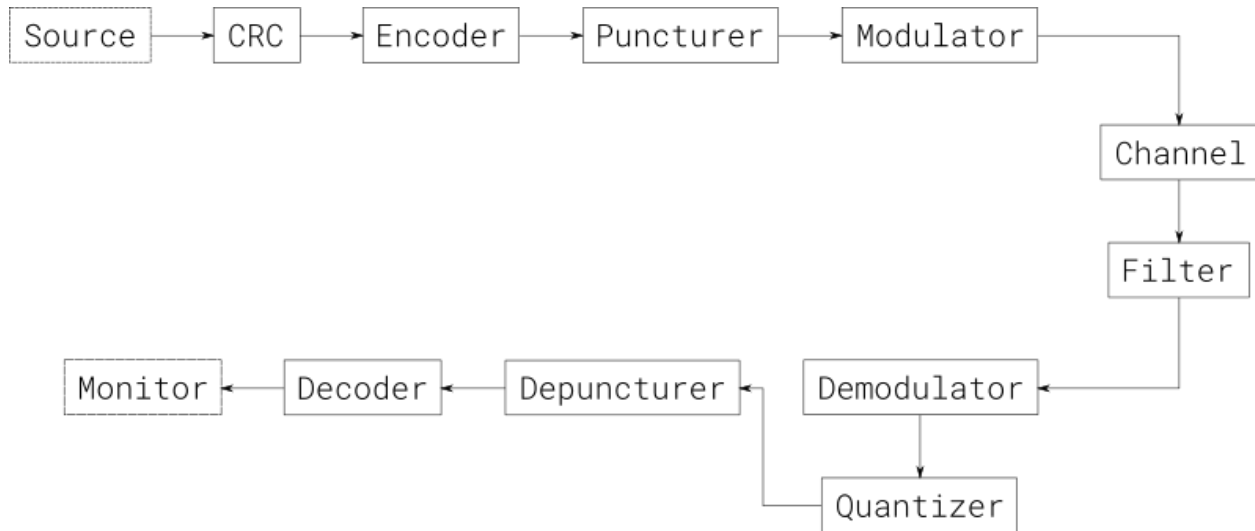 Source
CRC
Encoder
Puncturer
Modulator
Channel
Filter
Demodulator
Quantizer
Depuncturer
Decoder
Monitor